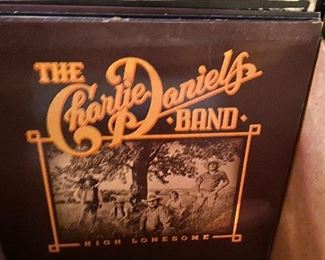 THE
Charlie Daniels
BAND
HIGH LONESOME